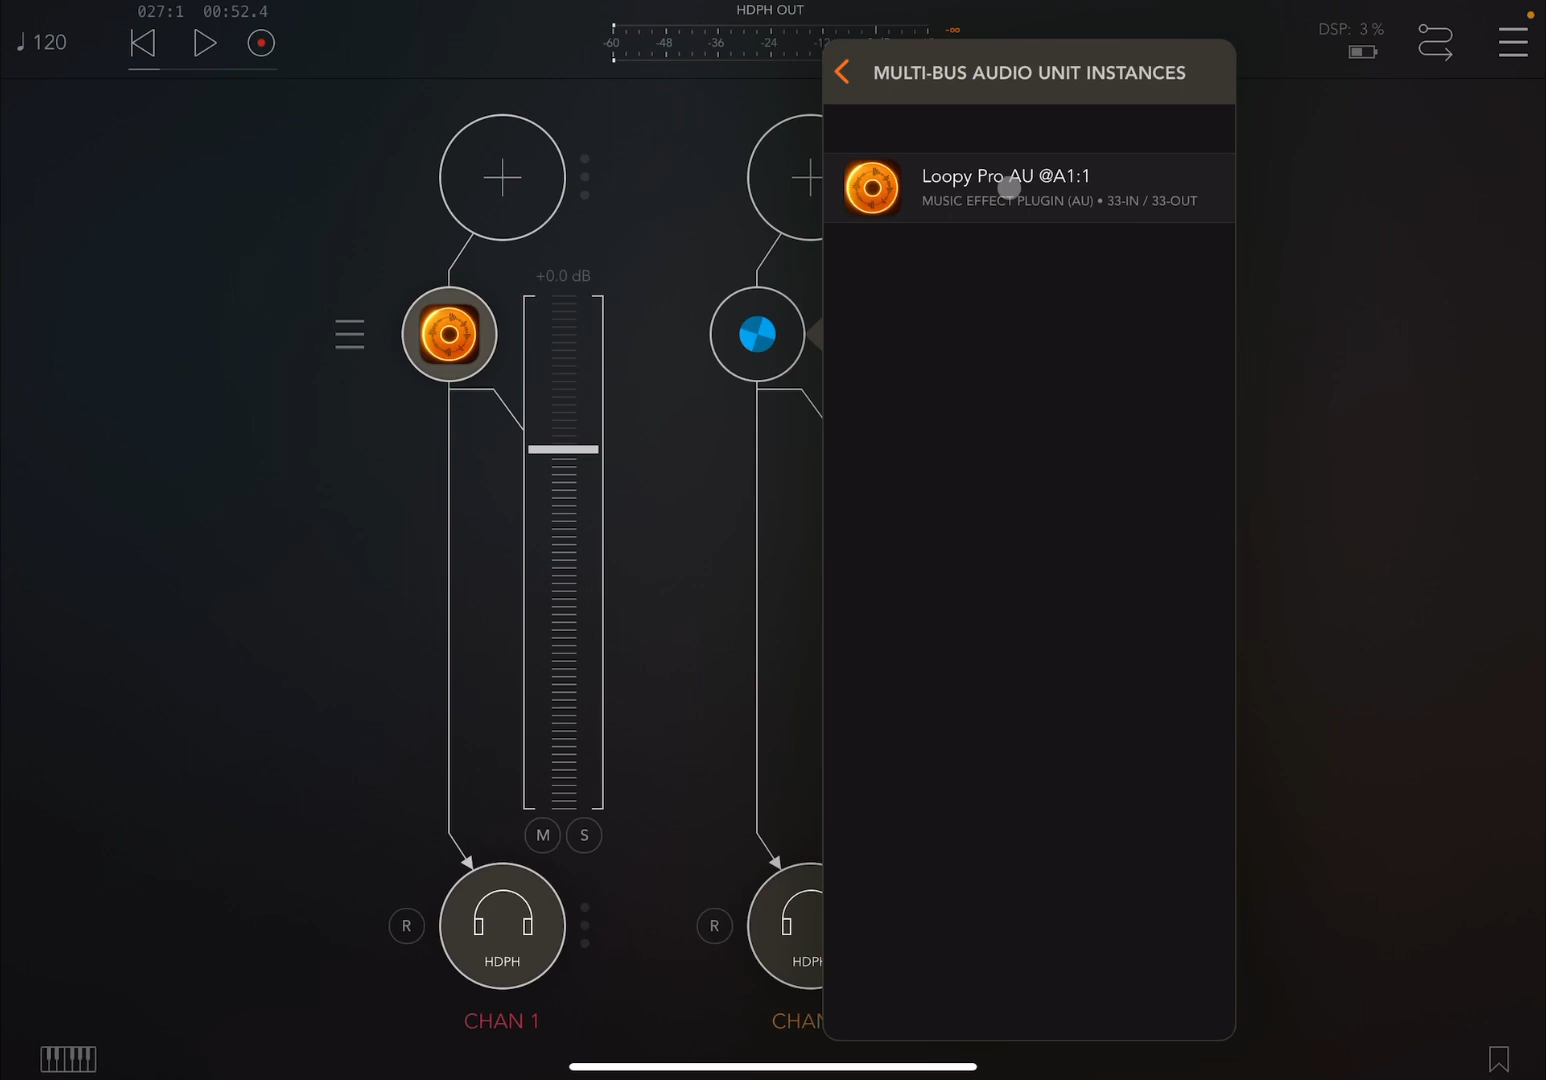 027:1 00:52.4
120
HDPH OUT
-60 -48 -36 -24
-∞
DSP: 3 %
MULTI-BUS AUDIO UNIT INSTANCES
Loopy Pro AU @A1:1
MUSIC EFFECT PLUGIN (AU) • 33-IN / 33-OUT
+0.0 dB
M S
R
HDPH
R
HDPH
CHAN 1
CHAN